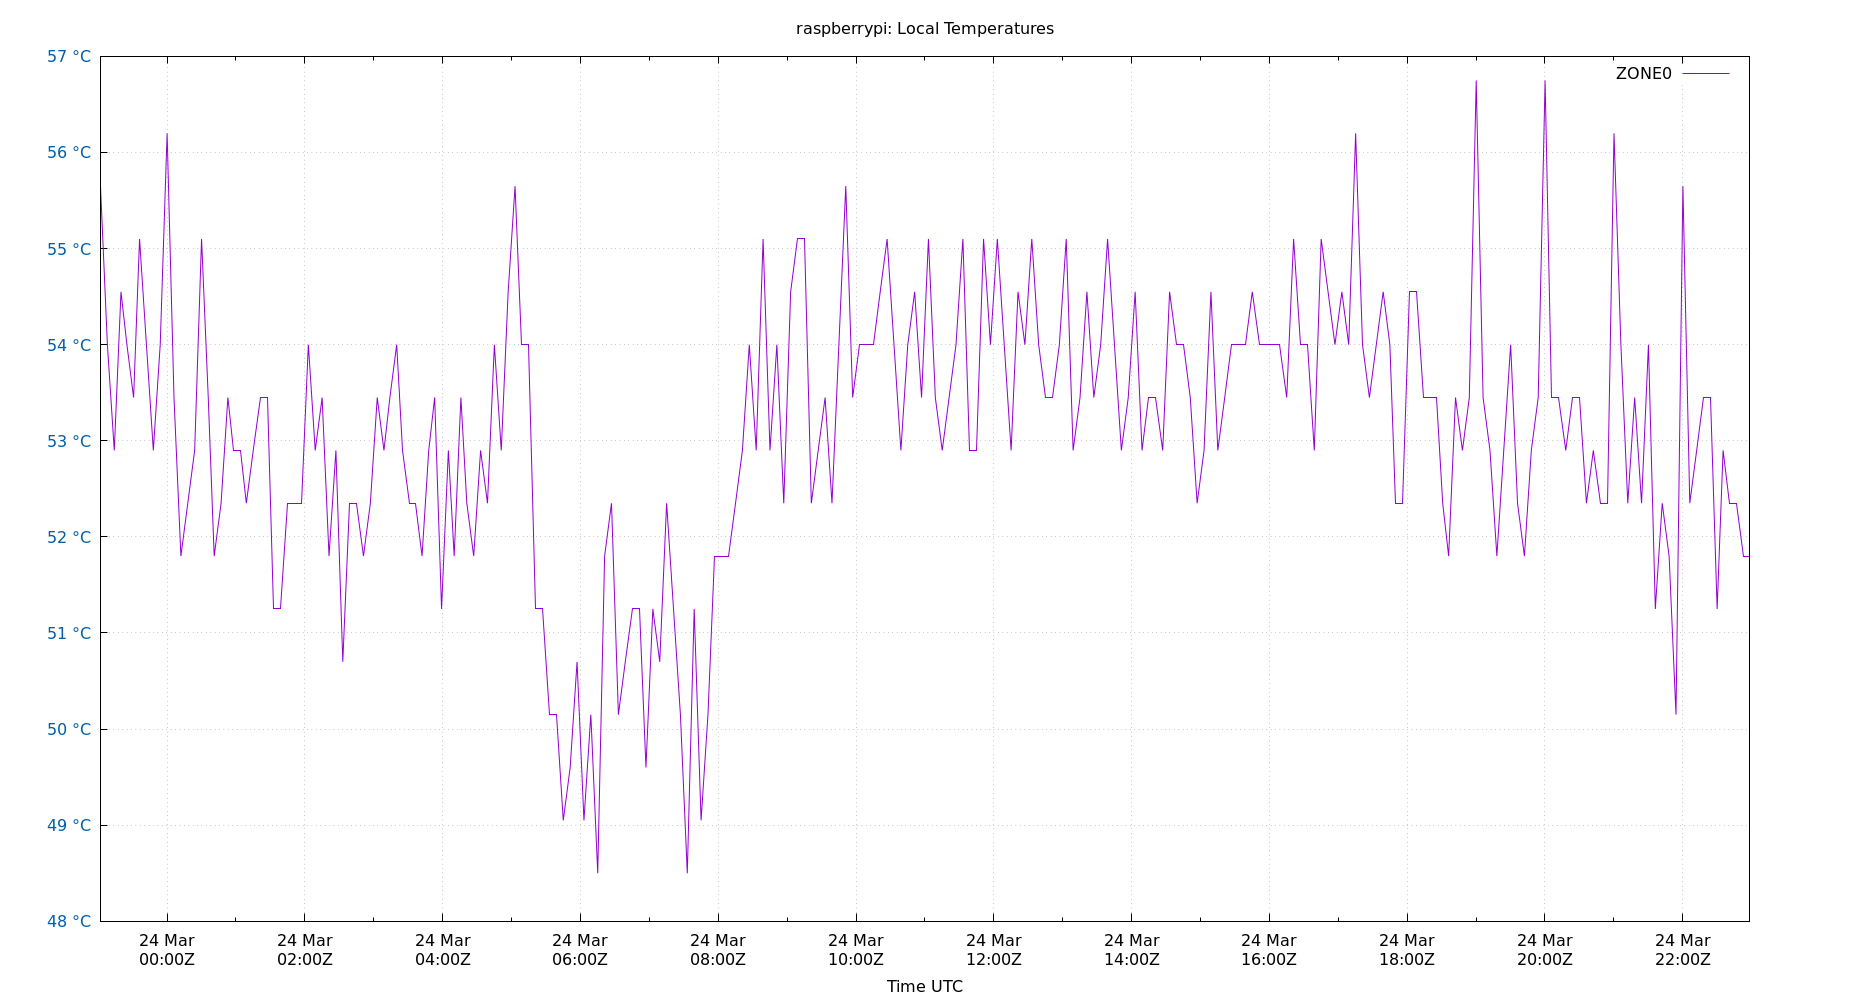 raspberrypi: Local Temperatures
57 °C
ZONE0
56 °C
55 °C
54 °C
53 °C
52 °C
51 °C
50 °C
49 °C
48 °C
24 Mar 24 Mar 24 Mar 24 Mar 24 Mar 24 Mar 24 Mar 24 Mar 24 Mar 24 Mar 24 Mar 24 Mar
00:00Z 02:00Z 04:00Z 06:00Z 08:00Z 10:00Z 12:00Z 14:00Z 16:00Z 18:00Z 20:00Z 22:00Z
Time UTC